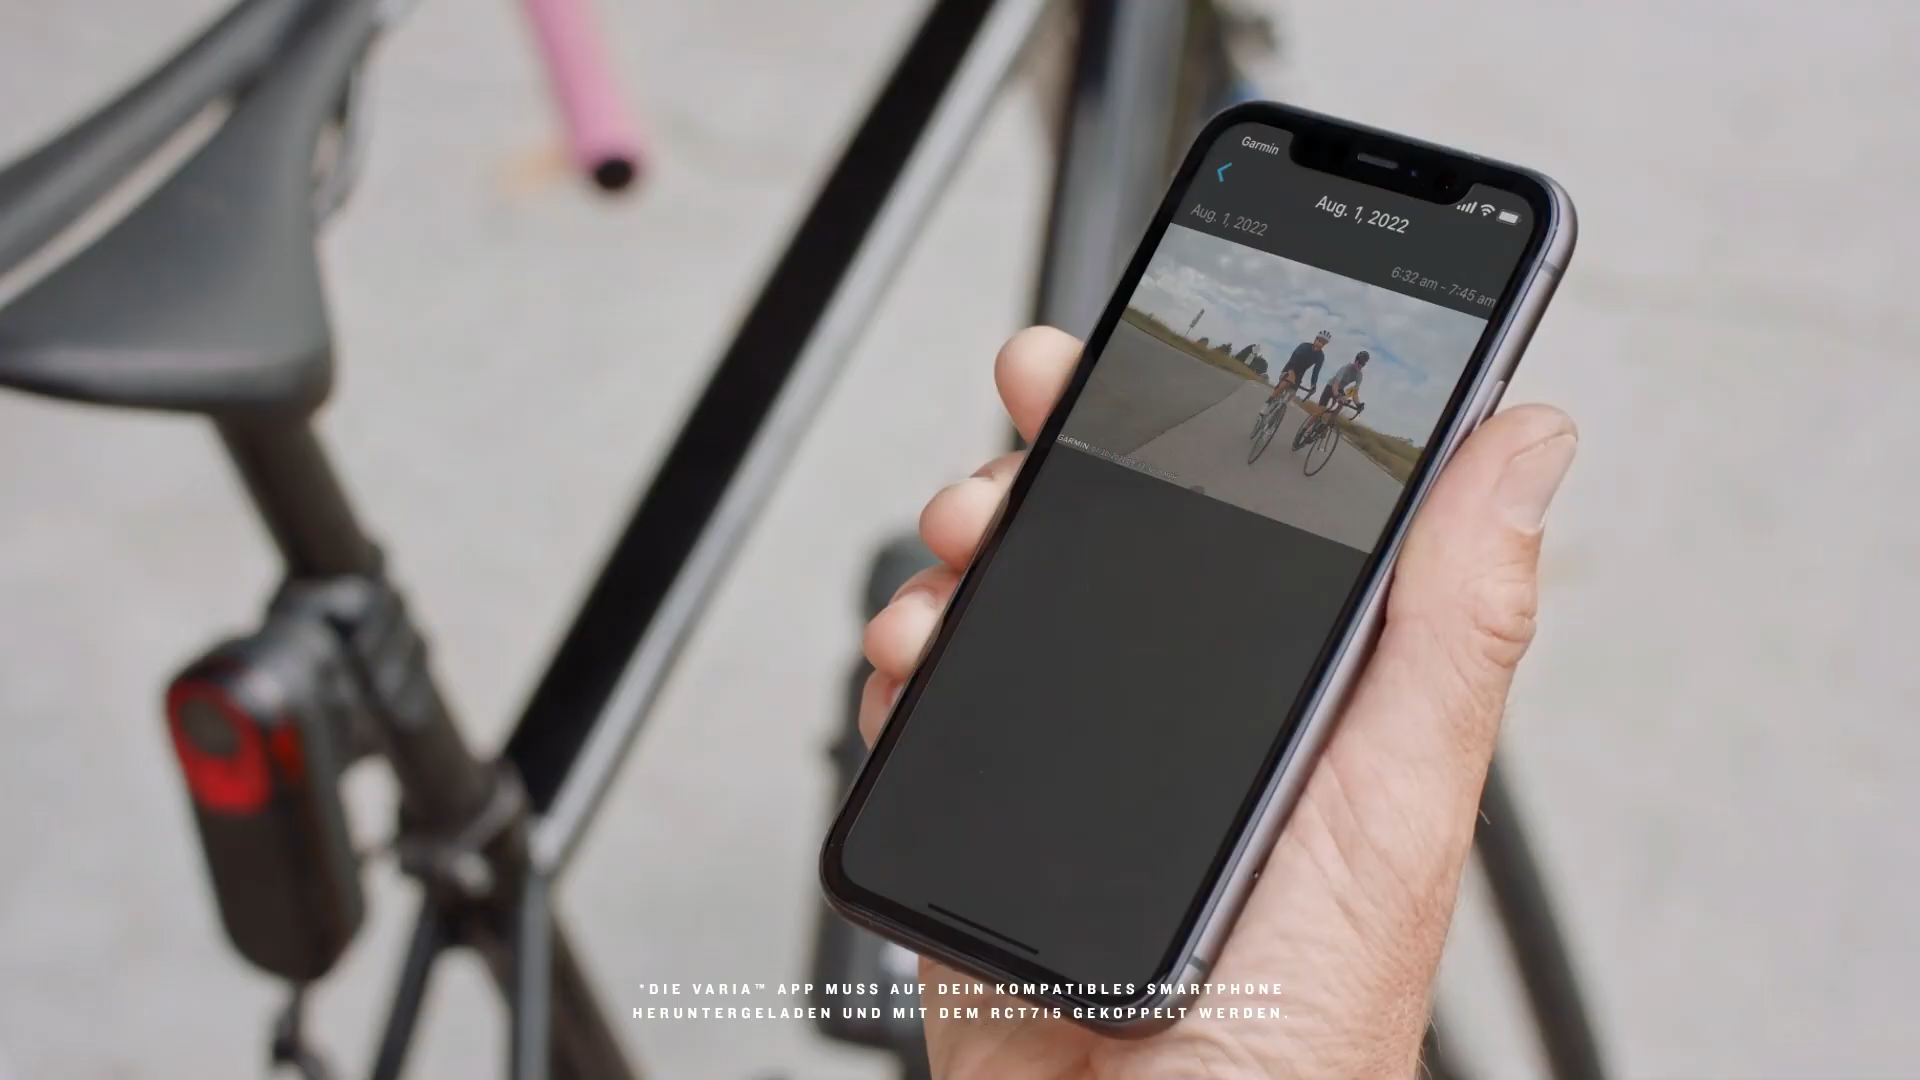 Garmin
Aug. 1, 2022
Aug. 1, 2022
6:32 am - 7:45 am
GARMIN
*DIE VARIA™ APP MUSS AUF DEIN KOMPATIBLES SMARTPHONE
HERUNTERGELADEN UND MIT DEM RCT715 GEKOPPELT WERDEN.